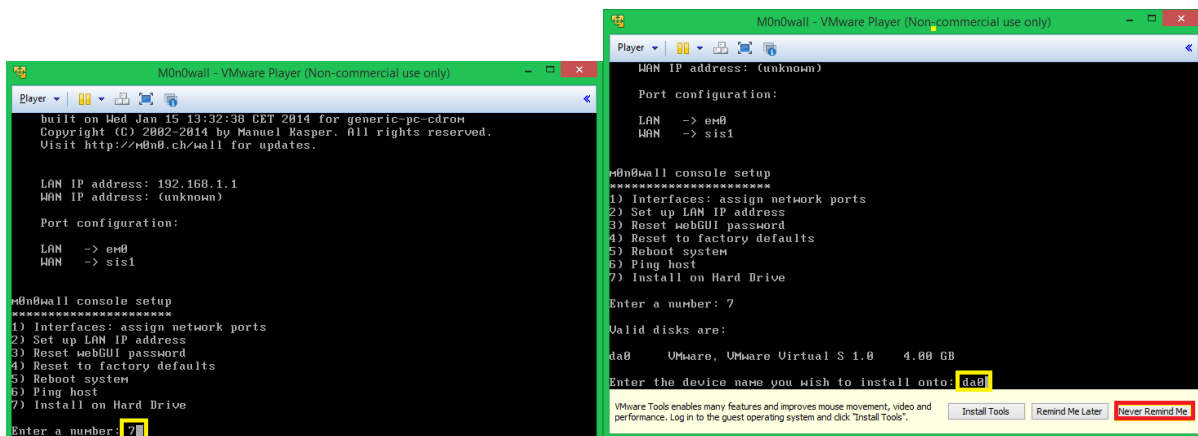 M0n0wall - VMware Player (Non-commercial use only)
Player
built on Wed Jan 15 13:32:38 CET 2014 for generic-pc-cdrom
Copyright (C) 2002-2014 by Manuel Kasper. All rights reserved.
Visit http://m0n0.ch/wall for updates.
LAN IP address: 192.168.1.1
WAN IP address: (unknown)
Port configuration:
LAN -> em0
WAN -> sis1
m0n0wall console setup
**********************
1) Interfaces: assign network ports
2) Set up LAN IP address
3) Reset webGUI password
4) Reset to factory defaults
5) Reboot system
6) Ping host
7) Install on Hard Drive
Enter a number: 7
M0n0wall - VMware Player (Non-commercial use only)
Player
WAN IP address: (unknown)
Port configuration:
LAN -> em0
WAN -> sis1
m0n0wall console setup
**********************
1) Interfaces: assign network ports
2) Set up LAN IP address
3) Reset webGUI password
4) Reset to factory defaults
5) Reboot system
6) Ping host
7) Install on Hard Drive
Enter a number: 7
Valid disks are:
da0 VMware, VMware Virtual S 1.0 4.00 GB
Enter the device name you wish to install onto: da0
VMware Tools enables many features and improves mouse movement, video and
performance. Log in to the guest operating system and click "Install Tools".
Install Tools
Remind Me Later
Never Remind Me